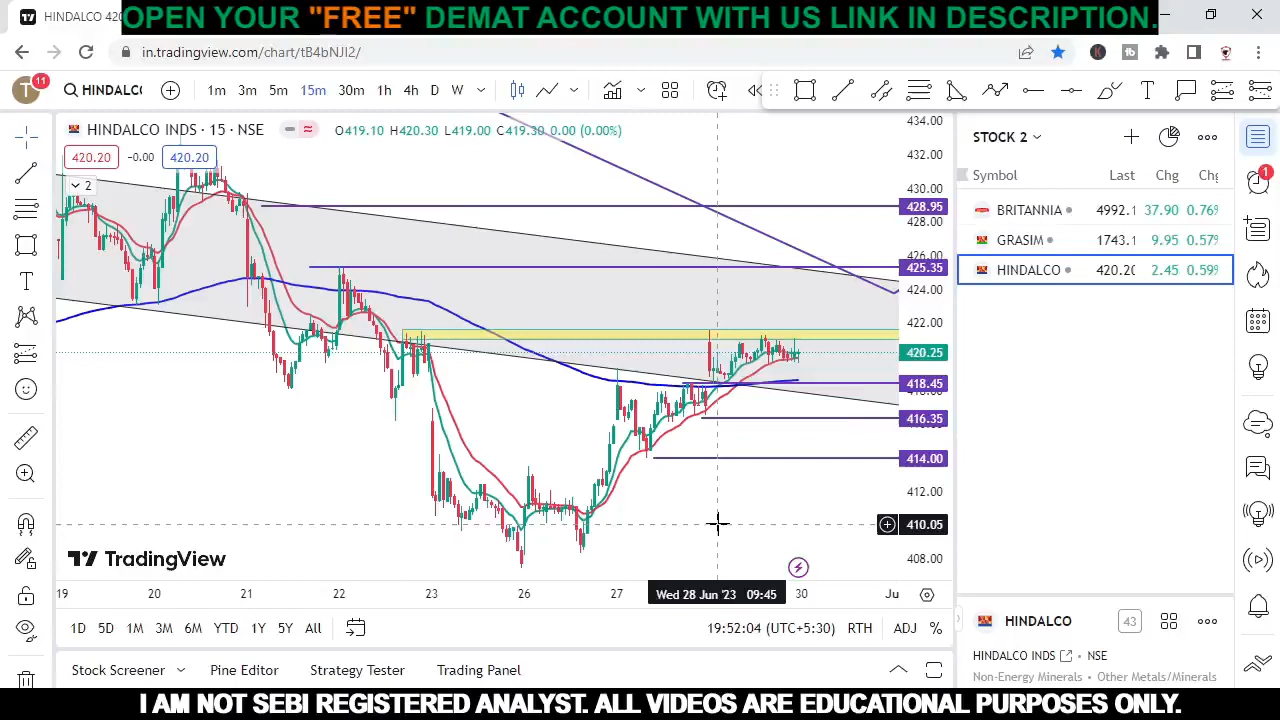 OPEN YOUR "FREE" DEMAT ACCOUNT WITH US LINK IN DESCRIPTION.
HINDALCO 420
in.tradingview.com/chart/tB4bNJl2/
T 11 HINDALCO 1m 3m 5m 15m 30m 1h 4h D W
HINDALCO INDS · 15 · NSE O419.10 H420.30 L419.00 C419.30 0.00 (0.00%)
420.20 -0.00 420.20
2
434.00
432.00
430.00
428.95
428.00
426.00
425.35
424.00
422.00
420.25
418.45
416.35
414.00
412.00
410.05
408.00
TradingView
19 20 21 22 23 26 27 Wed 28 Jun '23 09:45 30 Ju
1D 5D 1M 3M 6M YTD 1Y 5Y All 19:52:04 (UTC+5:30) RTH ADJ %
Stock Screener Pine Editor Strategy Tester Trading Panel
STOCK 2
Symbol Last Chg Chg
BRITANNIA 4992.1 37.90 0.76%
GRASIM 1743.1 9.95 0.57%
HINDALCO 420.20 2.45 0.59%
1
HINDALCO 43
HINDALCO INDS · NSE
Non-Energy Minerals • Other Metals/Minerals
I AM NOT SEBI REGISTERED ANALYST. ALL VIDEOS ARE EDUCATIONAL PURPOSES ONLY.